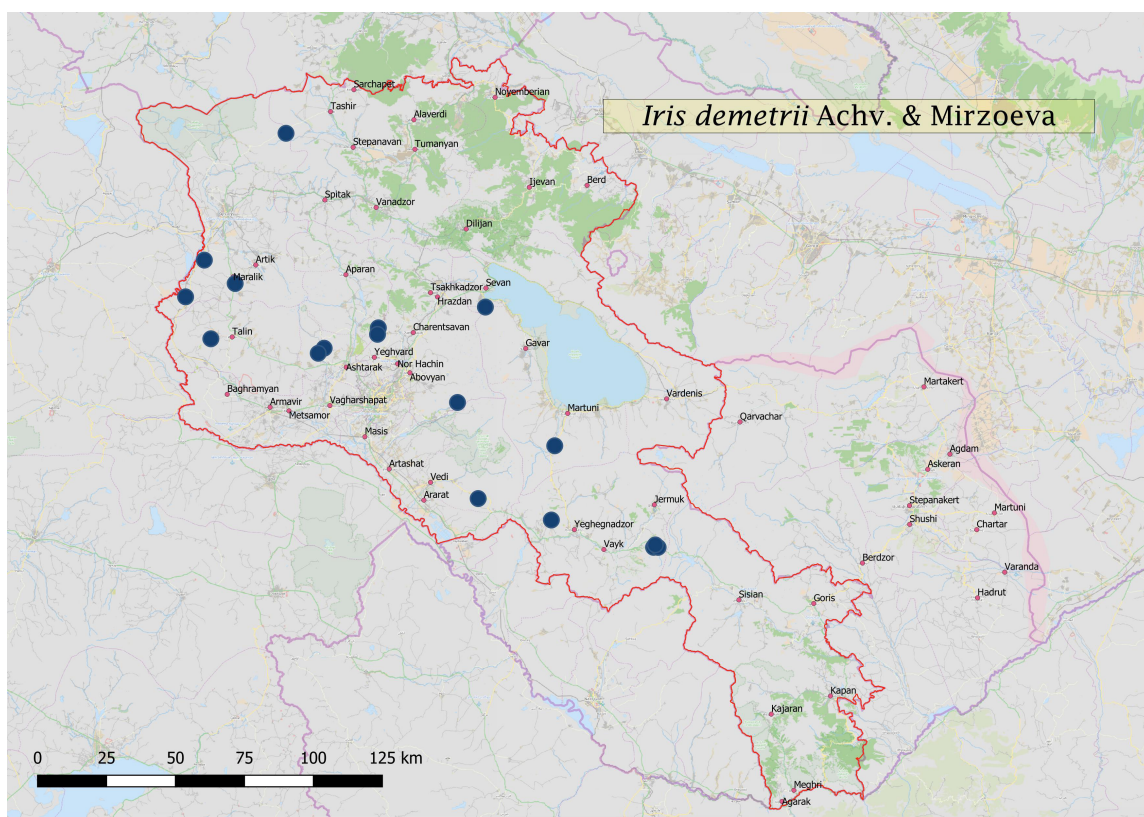 Iris demetrii Achv. & Mirzoeva
Sarchapet
Noyemberian
Tashir
Alaverdi
Stepanavan
Tumanyan
Ijevan
Berd
Spitak
Vanadzor
Dilijan
Artik
Maralik
Aparan
Tsakhkadzor
Sevan
Hrazdan
Talin
Charentsavan
Gavar
Yeghvard
Nor Hachin
Ashtarak
Abovyan
Baghramyan
Armavir
Metsamor
Vagharshapat
Martuni
Vardenis
Martakert
Qarvachar
Masis
Agdam
Artashat
Askeran
Vedi
Ararat
Jermuk
Stepanakert
Martuni
Yeghegnadzor
Shushi
Chartar
Vayk
Berdzor
Varanda
Sisian
Goris
Hadrut
Kapan
Kajaran
Meghri
Agarak
0 25 50 75 100 125 km